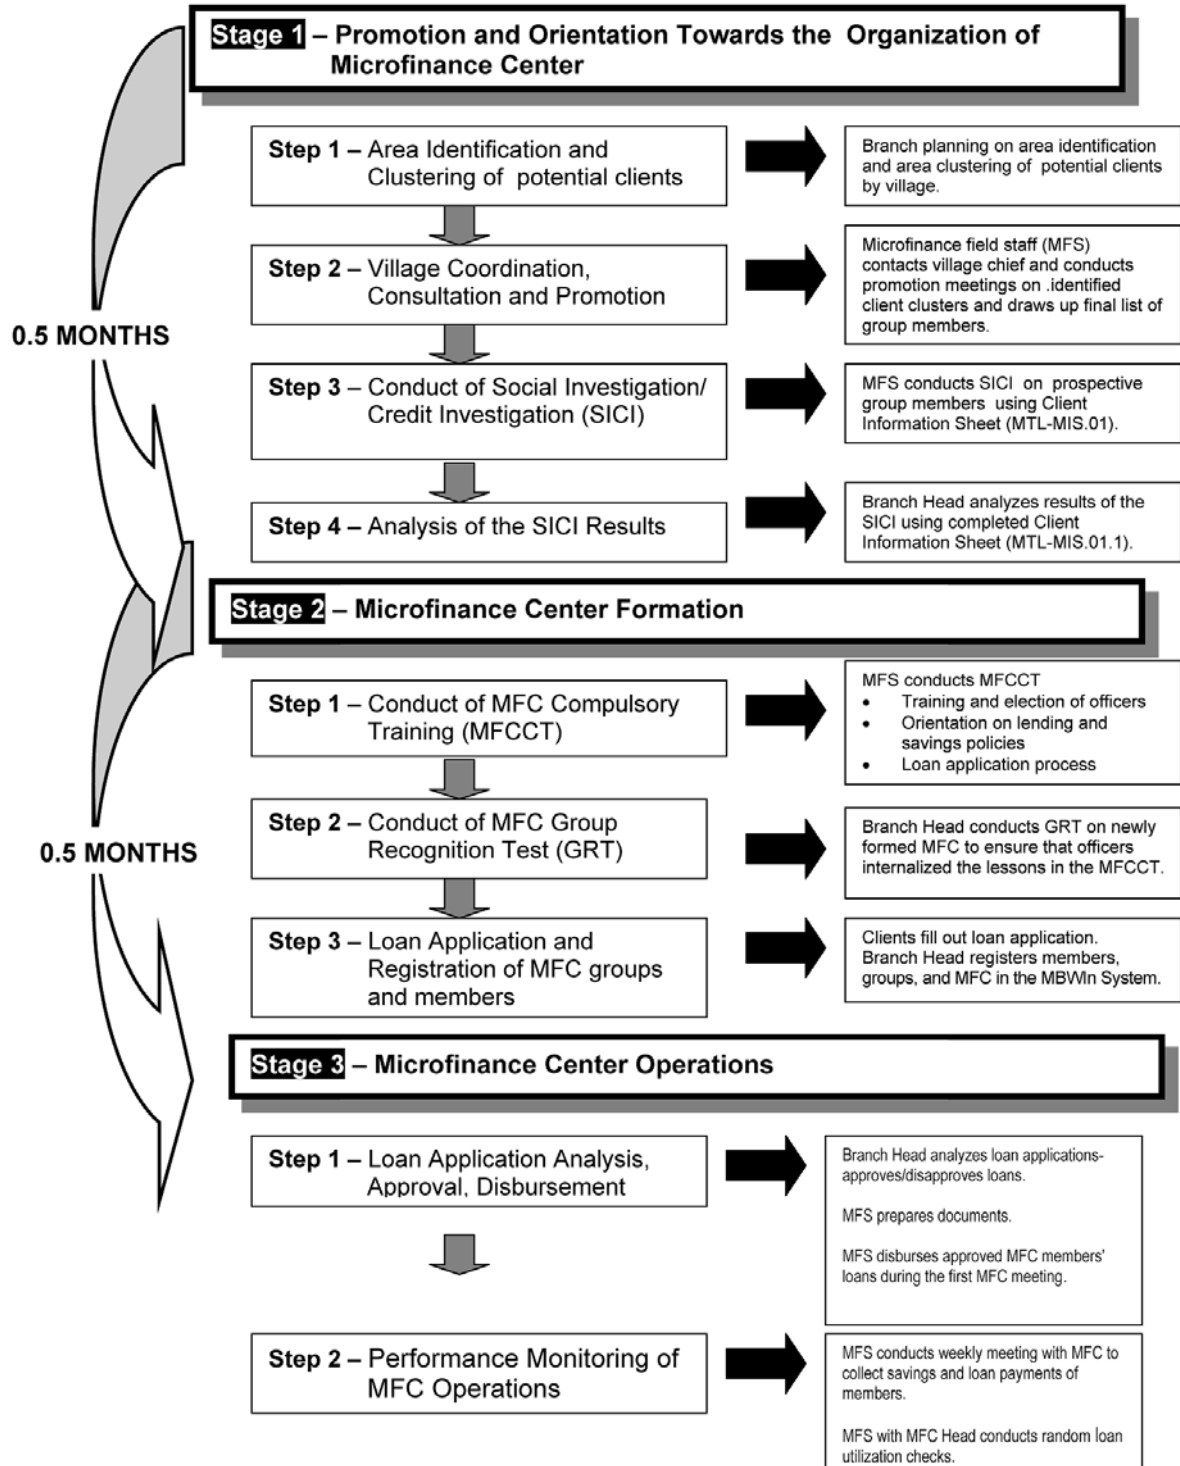 Stage 1 – Promotion and Orientation Towards the Organization of
Microfinance Center
Step 1 – Area Identification and
Clustering of potential clients
Branch planning on area identification
and area clustering of potential clients
by village.
Step 2 – Village Coordination,
Consultation and Promotion
Microfinance field staff (MFS)
contacts village chief and conducts
promotion meetings on .identified
client clusters and draws up final list of
group members.
0.5 MONTHS
Step 3 – Conduct of Social Investigation/
Credit Investigation (SICI)
MFS conducts SICI on prospective
group members using Client
Information Sheet (MTL-MIS.01).
Step 4 – Analysis of the SICI Results
Branch Head analyzes results of the
SICI using completed Client
Information Sheet (MTL-MIS.01.1).
Stage 2 – Microfinance Center Formation
Step 1 – Conduct of MFC Compulsory
Training (MFCCT)
MFS conducts MFCCT
• Training and election of officers
• Orientation on lending and
savings policies
• Loan application process
Step 2 – Conduct of MFC Group
Recognition Test (GRT)
Branch Head conducts GRT on newly
formed MFC to ensure that officers
internalized the lessons in the MFCCT.
0.5 MONTHS
Step 3 – Loan Application and
Registration of MFC groups
and members
Clients fill out loan application.
Branch Head registers members,
groups, and MFC in the MBWin System.
Stage 3 – Microfinance Center Operations
Step 1 – Loan Application Analysis,
Approval, Disbursement
Branch Head analyzes loan applications-
approves/disapproves loans.
MFS prepares documents.
MFS disburses approved MFC members'
loans during the first MFC meeting.
Step 2 – Performance Monitoring of
MFC Operations
MFS conducts weekly meeting with MFC to
collect savings and loan payments of
members.
MFS with MFC Head conducts random loan
utilization checks.